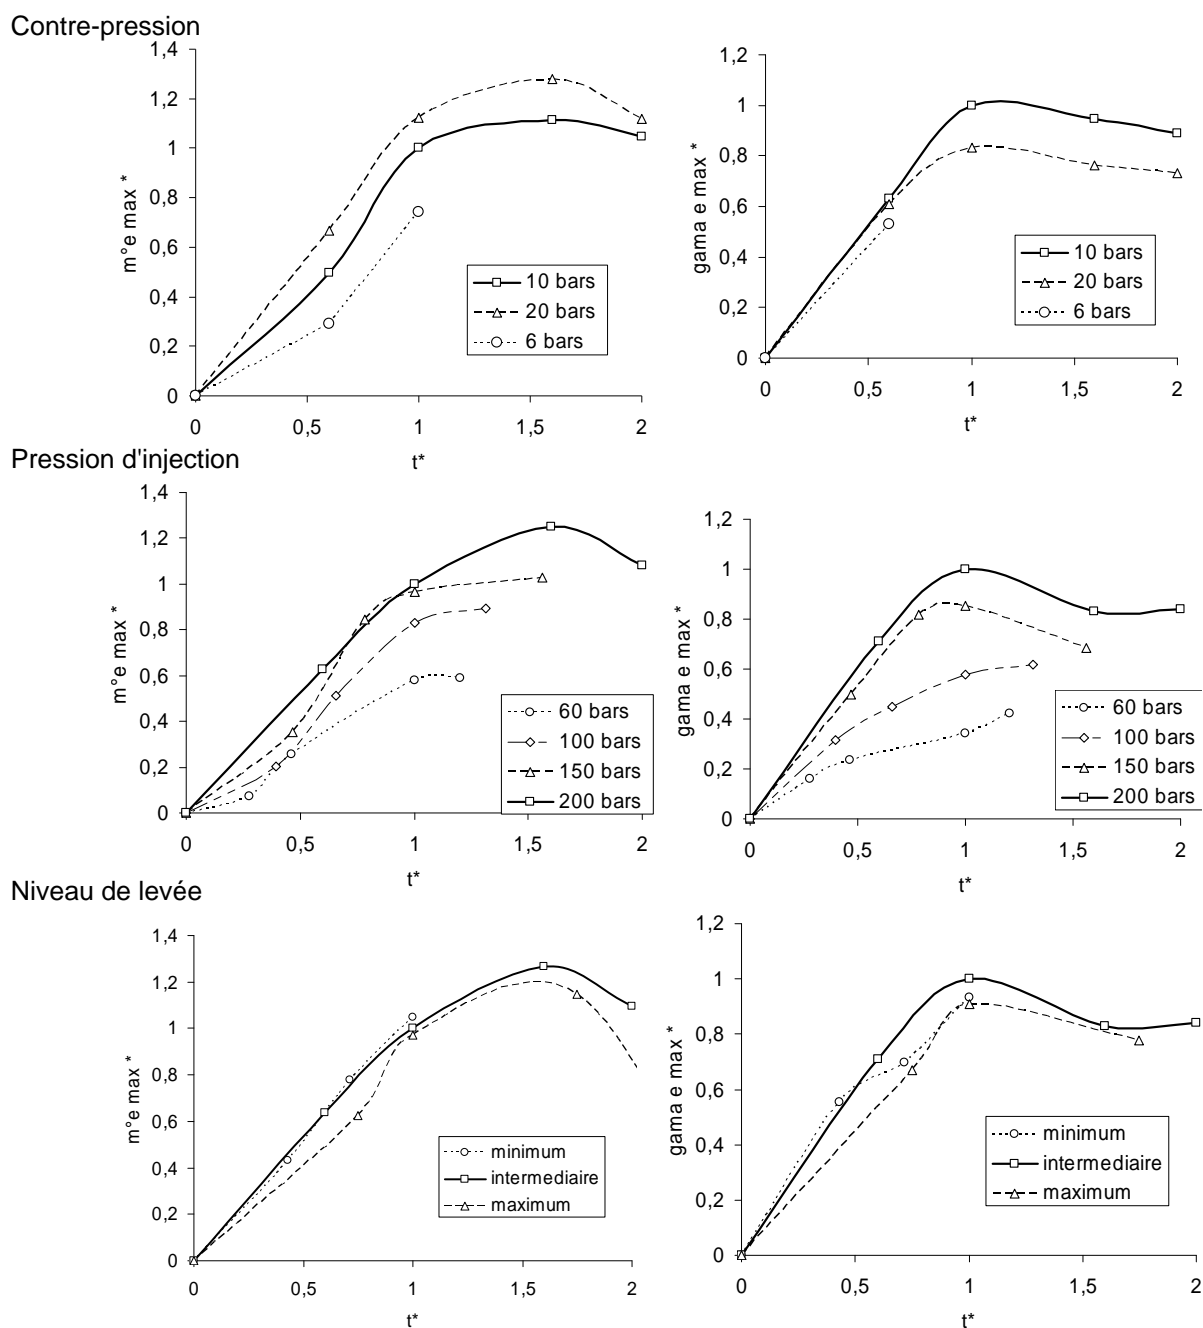 Contre-pression
1,4
1,2
1
0,8
0,6
0,4
0,2
0
m°e max *
0 0,5 1 1,5 2
t*
10 bars
20 bars
6 bars
1,2
1
0,8
0,6
0,4
0,2
0
gama e max *
0 0,5 1 1,5 2
t*
10 bars
20 bars
6 bars
Pression d'injection
1,4
1,2
1
0,8
0,6
0,4
0,2
0
m°e max *
0 0,5 1 1,5 2
t*
60 bars
100 bars
150 bars
200 bars
1,2
1
0,8
0,6
0,4
0,2
0
gama e max *
0 0,5 1 1,5 2
t*
60 bars
100 bars
150 bars
200 bars
Niveau de levée
1,4
1,2
1
0,8
0,6
0,4
0,2
0
m°e max *
0 0,5 1 1,5 2
t*
minimum
intermediaire
maximum
1,2
1
0,8
0,6
0,4
0,2
0
gama e max *
0 0,5 1 1,5 2
t*
minimum
intermediaire
maximum